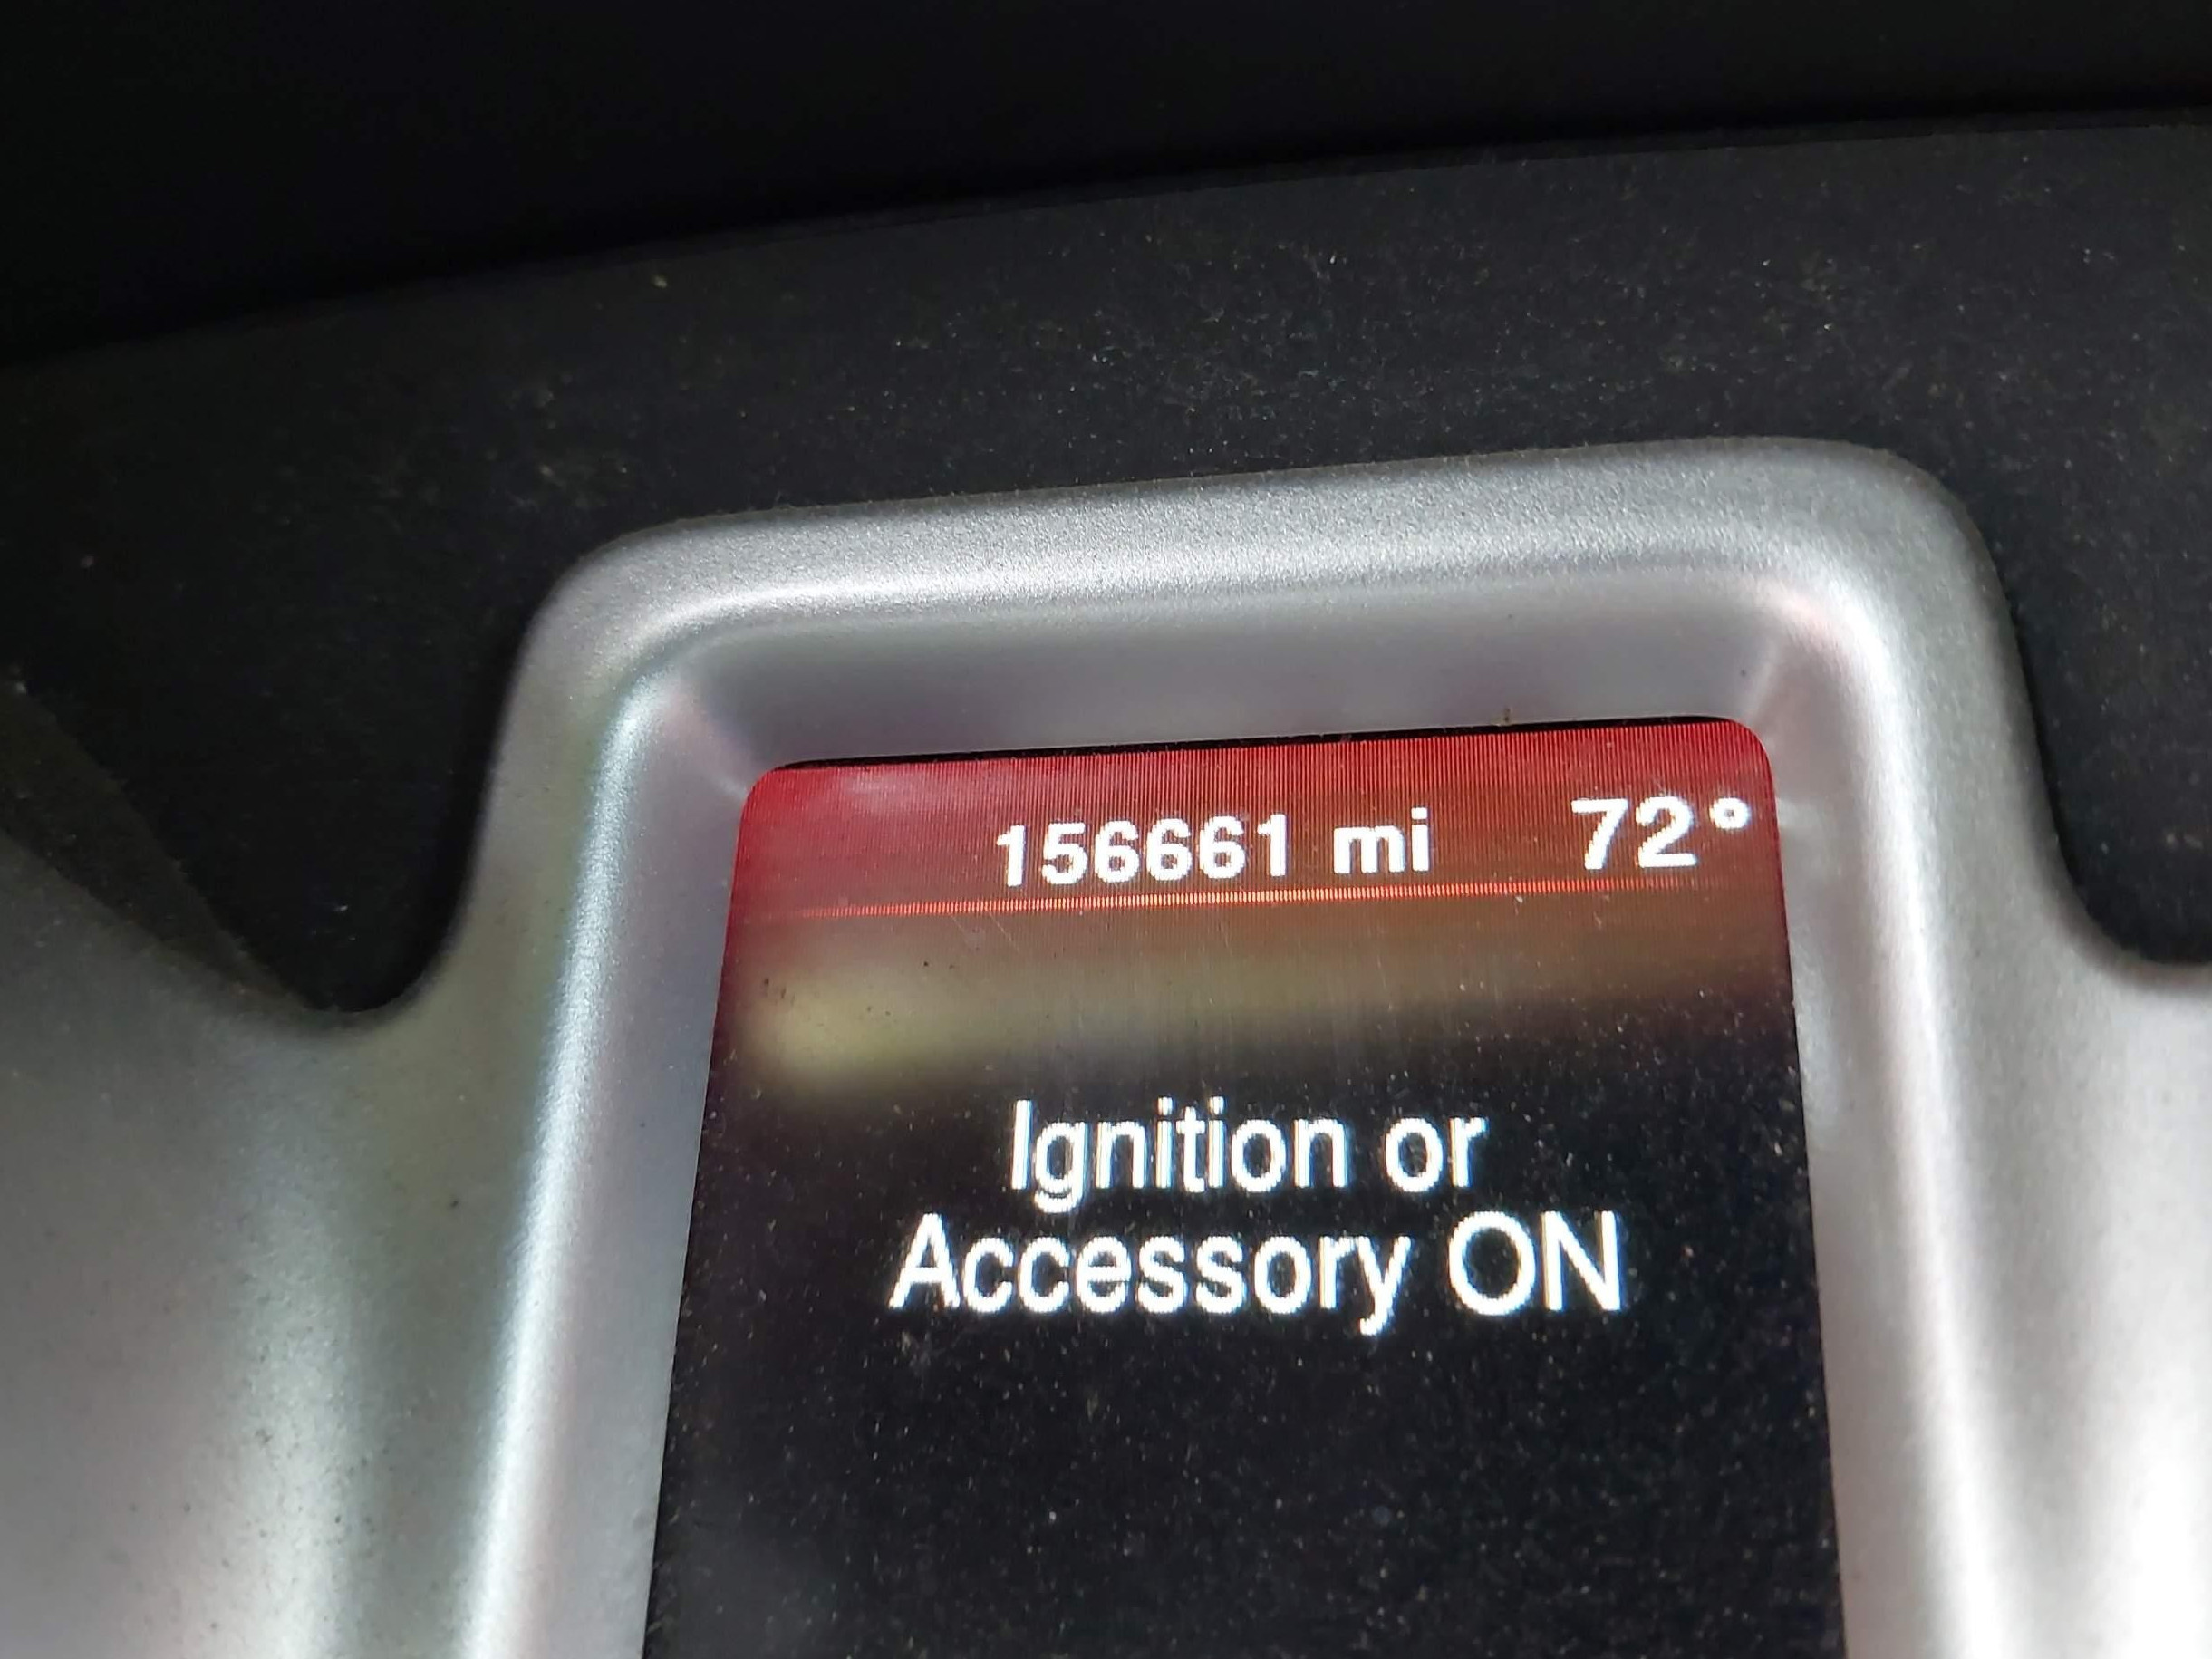 156661 mi 72°
Ignition or
Accessory ON